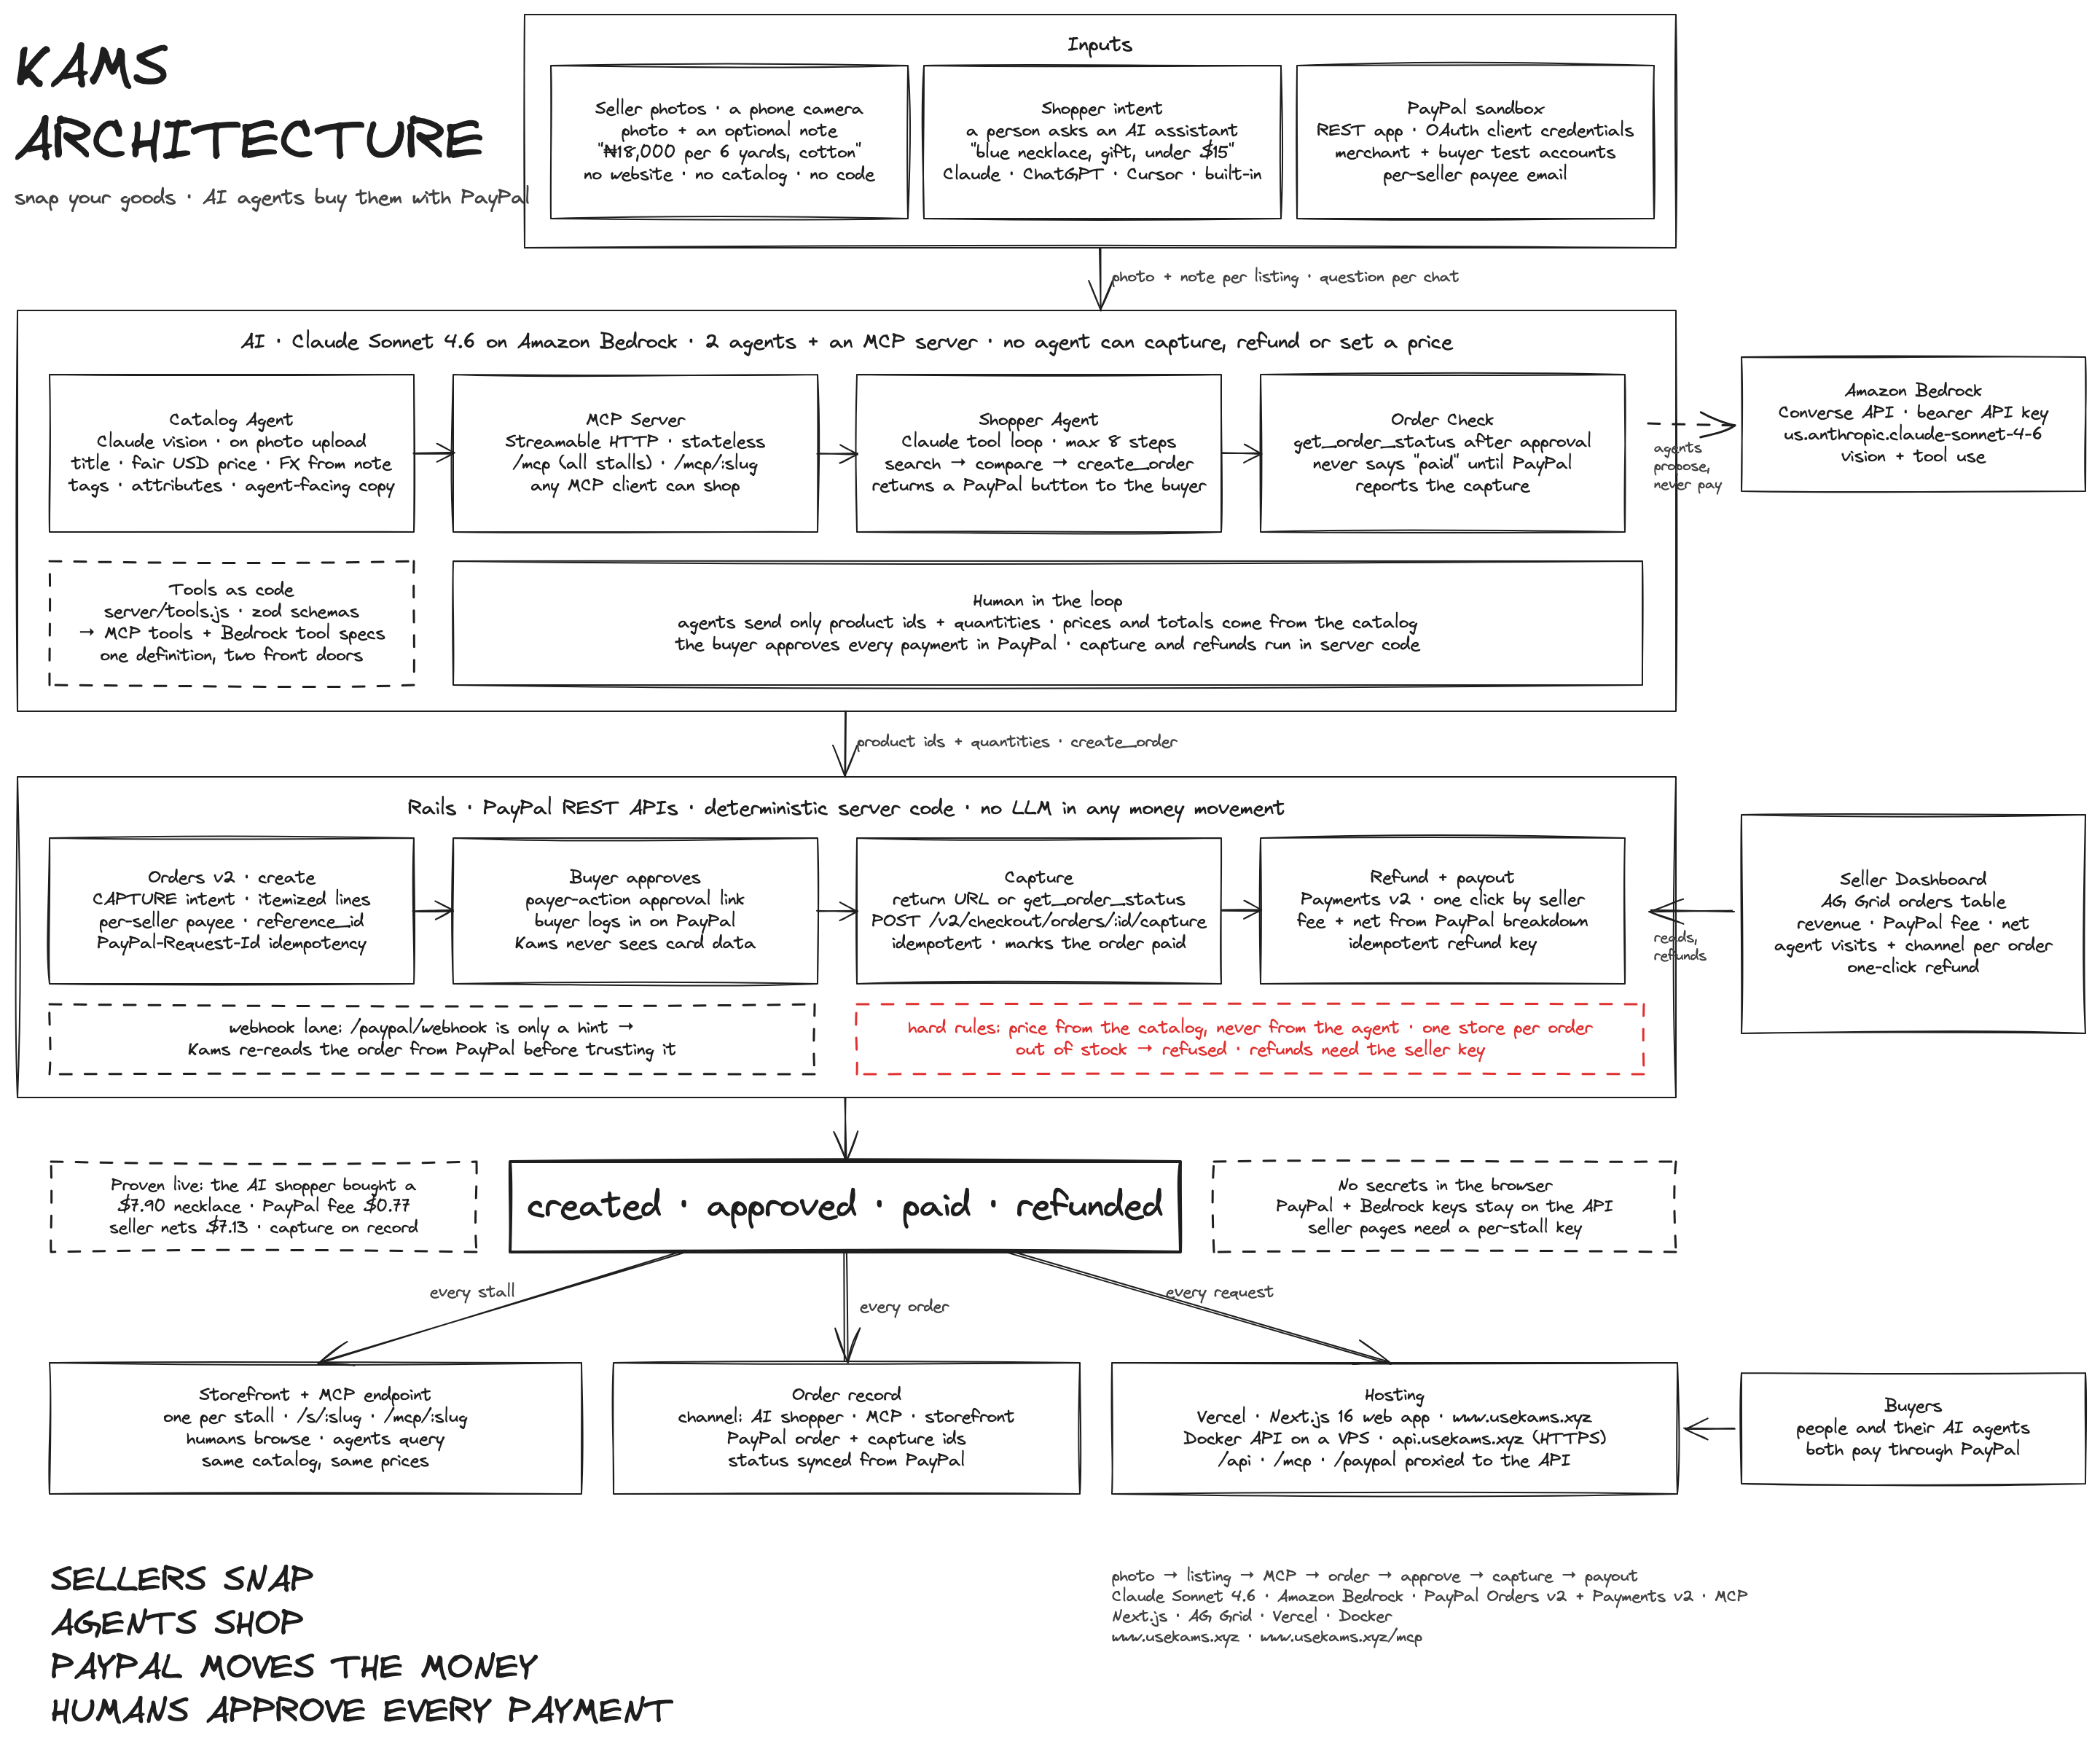 KAMS
ARCHITECTURE
snap your goods · AI agents buy them with PayPal
Inputs
Seller photos · a phone camera
photo + an optional note
"₦18,000 per 6 yards, cotton"
no website · no catalog · no code
Shopper intent
a person asks an AI assistant
"blue necklace, gift, under $15"
Claude · ChatGPT · Cursor · built-in
PayPal sandbox
REST app · OAuth client credentials
merchant + buyer test accounts
per-seller payee email
photo + note per listing · question per chat
AI · Claude Sonnet 4.6 on Amazon Bedrock · 2 agents + an MCP server · no agent can capture, refund or set a price
Catalog Agent
Claude vision · on photo upload
title · fair USD price · FX from note
tags · attributes · agent-facing copy
MCP Server
Streamable HTTP · stateless
/mcp (all stalls) · /mcp/:slug
any MCP client can shop
Shopper Agent
Claude tool loop · max 8 steps
search → compare → create_order
returns a PayPal button to the buyer
Order Check
get_order_status after approval
never says "paid" until PayPal
reports the capture
agents
propose,
never pay
Amazon Bedrock
Converse API · bearer API key
us.anthropic.claude-sonnet-4-6
vision + tool use
Tools as code
server/tools.js · zod schemas
→ MCP tools + Bedrock tool specs
one definition, two front doors
Human in the loop
agents send only product ids + quantities · prices and totals come from the catalog
the buyer approves every payment in PayPal · capture and refunds run in server code
product ids + quantities · create_order
Rails · PayPal REST APIs · deterministic server code · no LLM in any money movement
Orders v2 · create
CAPTURE intent · itemized lines
per-seller payee · reference_id
PayPal-Request-Id idempotency
Buyer approves
payer-action approval link
buyer logs in on PayPal
Kams never sees card data
Capture
return URL or get_order_status
POST /v2/checkout/orders/:id/capture
idempotent · marks the order paid
Refund + payout
Payments v2 · one click by seller
fee + net from PayPal breakdown
idempotent refund key
reads,
refunds
Seller Dashboard
AG Grid orders table
revenue · PayPal fee · net
agent visits + channel per order
one-click refund
webhook lane: /paypal/webhook is only a hint →
Kams re-reads the order from PayPal before trusting it
hard rules: price from the catalog, never from the agent · one store per order
out of stock → refused · refunds need the seller key
Proven live: the AI shopper bought a
$7.90 necklace · PayPal fee $0.77
seller nets $7.13 · capture on record
created · approved · paid · refunded
No secrets in the browser
PayPal + Bedrock keys stay on the API
seller pages need a per-stall key
every stall
every order
every request
Storefront + MCP endpoint
one per stall · /s/:slug · /mcp/:slug
humans browse · agents query
same catalog, same prices
Order record
channel: AI shopper · MCP · storefront
PayPal order + capture ids
status synced from PayPal
Hosting
Vercel · Next.js 16 web app · www.usekams.xyz
Docker API on a VPS · api.usekams.xyz (HTTPS)
/api · /mcp · /paypal proxied to the API
Buyers
people and their AI agents
both pay through PayPal
SELLERS SNAP
AGENTS SHOP
PAYPAL MOVES THE MONEY
HUMANS APPROVE EVERY PAYMENT
photo → listing → MCP → order → approve → capture → payout
Claude Sonnet 4.6 · Amazon Bedrock · PayPal Orders v2 + Payments v2 · MCP
Next.js · AG Grid · Vercel · Docker
www.usekams.xyz · www.usekams.xyz/mcp